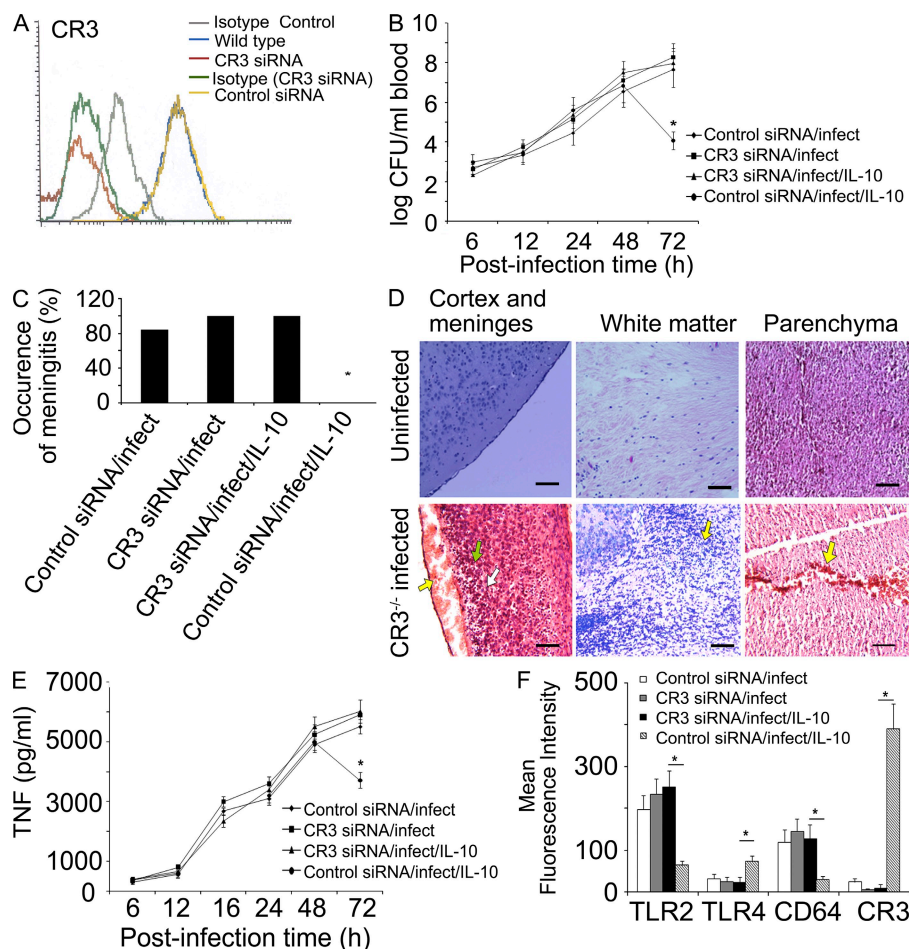 A
CR3
Isotype Control
Wild type
CR3 siRNA
Isotype (CR3 siRNA)
Control siRNA
B
log CFU/ml blood
10
8
6
4
2
0
*
Control siRNA/infect
CR3 siRNA/infect
CR3 siRNA/infect/IL-10
Control siRNA/infect/IL-10
6 12 24 48 72
Post-infection time (h)
C
Occurence
of meningitis (%)
120
80
40
0
*
Control siRNA/infect
CR3 siRNA/infect
CR3 siRNA/infect/IL-10
Control siRNA/infect/IL-10
D
Cortex and
meninges
White matter
Parenchyma
Uninfected
CR3-/- infected
E
TNF (pg/ml)
7000
5000
3000
1000
0
*
Control siRNA/infect
CR3 siRNA/infect
CR3 siRNA/infect/IL-10
Control siRNA/infect/IL-10
6 12 16 24 48 72
Post-infection time (h)
F
Mean
Fluorescence Intensity
500
300
100
0
Control siRNA/infect
CR3 siRNA/infect
CR3 siRNA/infect/IL-10
Control siRNA/infect/IL-10
* * * *
TLR2 TLR4 CD64 CR3